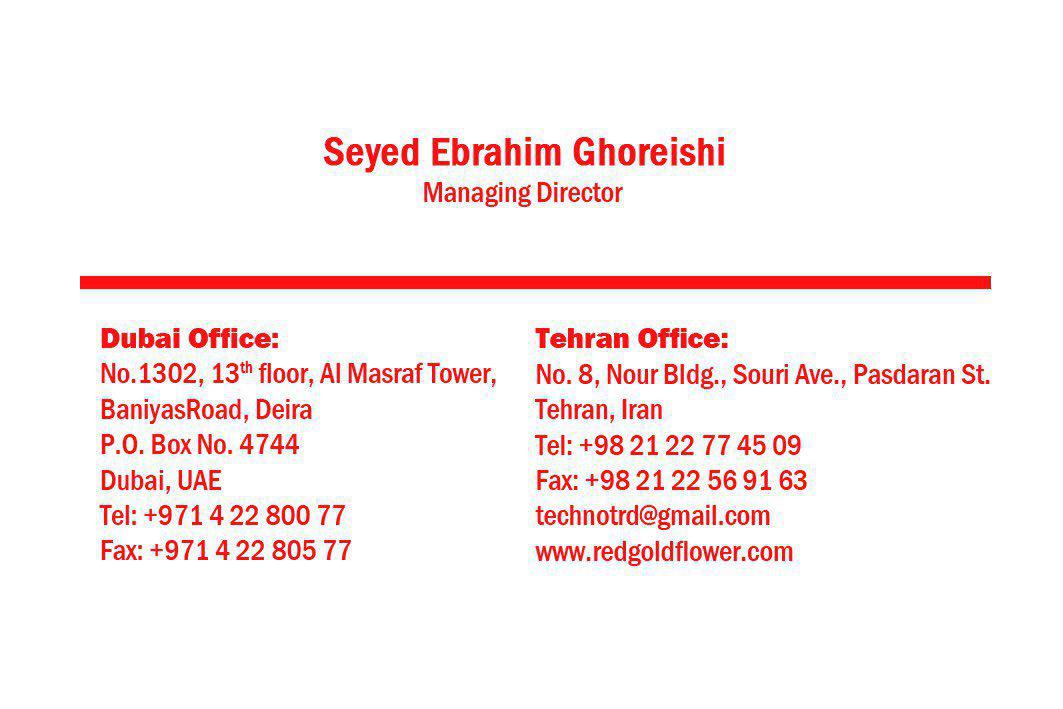 Seyed Ebrahim Ghoreishi
Managing Director
Dubai Office:
No.1302, 13th floor, Al Masraf Tower,
BaniyasRoad, Deira
P.O. Box No. 4744
Dubai, UAE
Tel: +971 4 22 800 77
Fax: +971 4 22 805 77
Tehran Office:
No. 8, Nour Bldg., Souri Ave., Pasdaran St.
Tehran, Iran
Tel: +98 21 22 77 45 09
Fax: +98 21 22 56 91 63
technotrd@gmail.com
www.redgoldflower.com